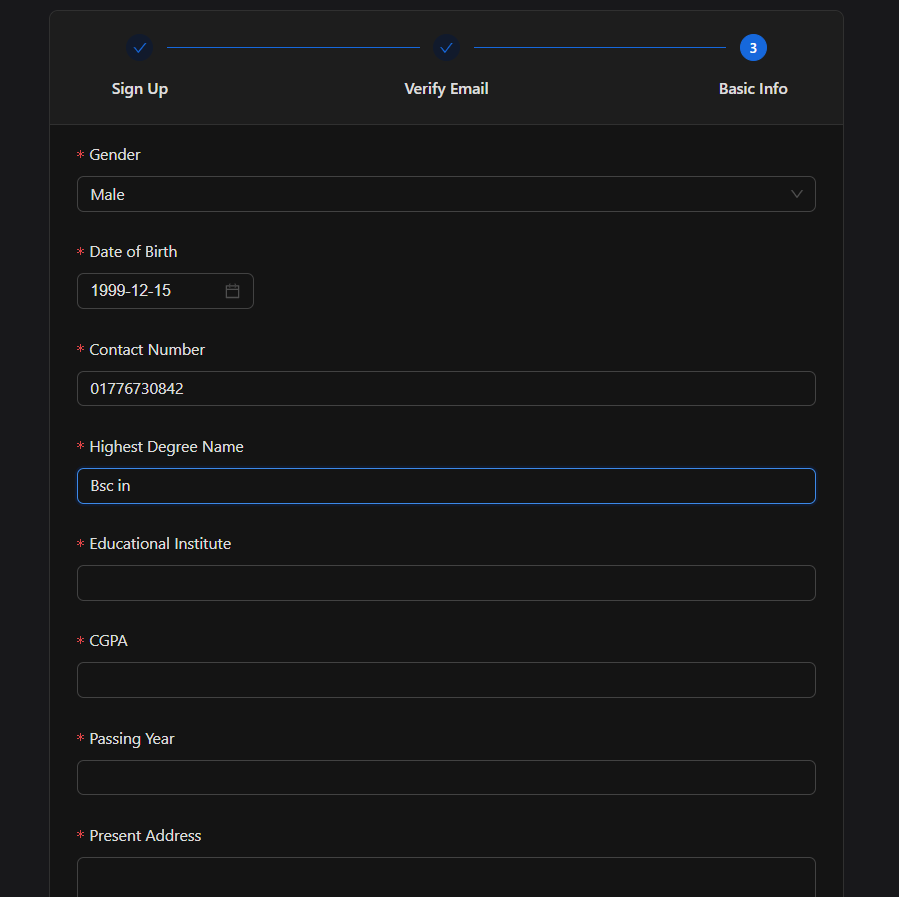 3
Sign Up Verify Email Basic Info
* Gender
Male
* Date of Birth
1999-12-15
* Contact Number
01776730842
* Highest Degree Name
Bsc in
* Educational Institute
* CGPA
* Passing Year
* Present Address